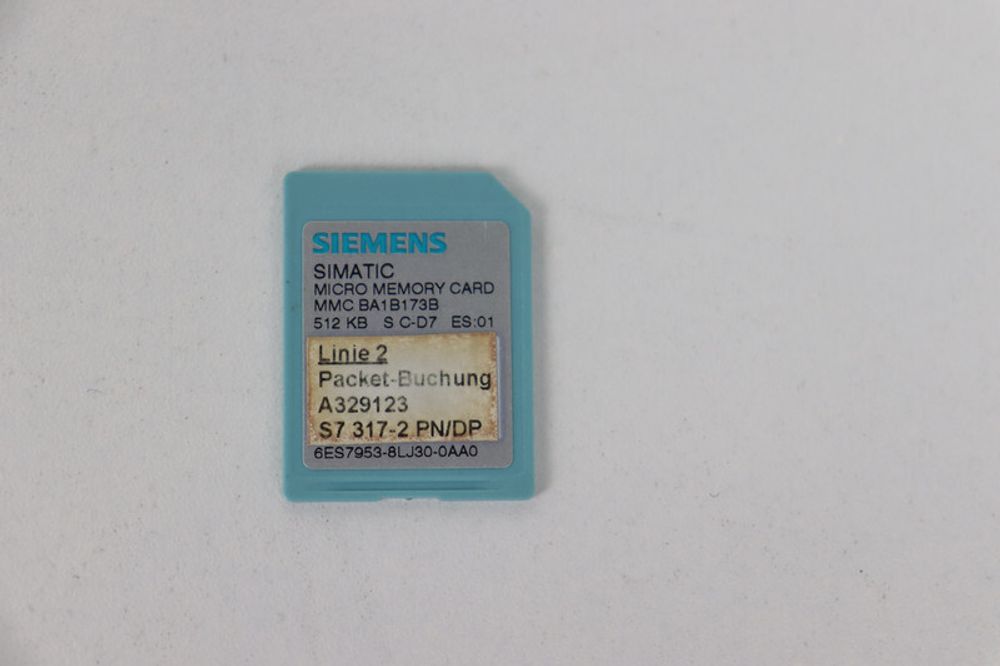 SIEMENS
SIMATIC
MICRO MEMORY CARD
MMC BA1B173B
512 KB S C-D7 ES:01
Linie 2
Packet-Buchung
A329123
S7 317-2 PN/DP
6ES7953-8LJ30-0AA0